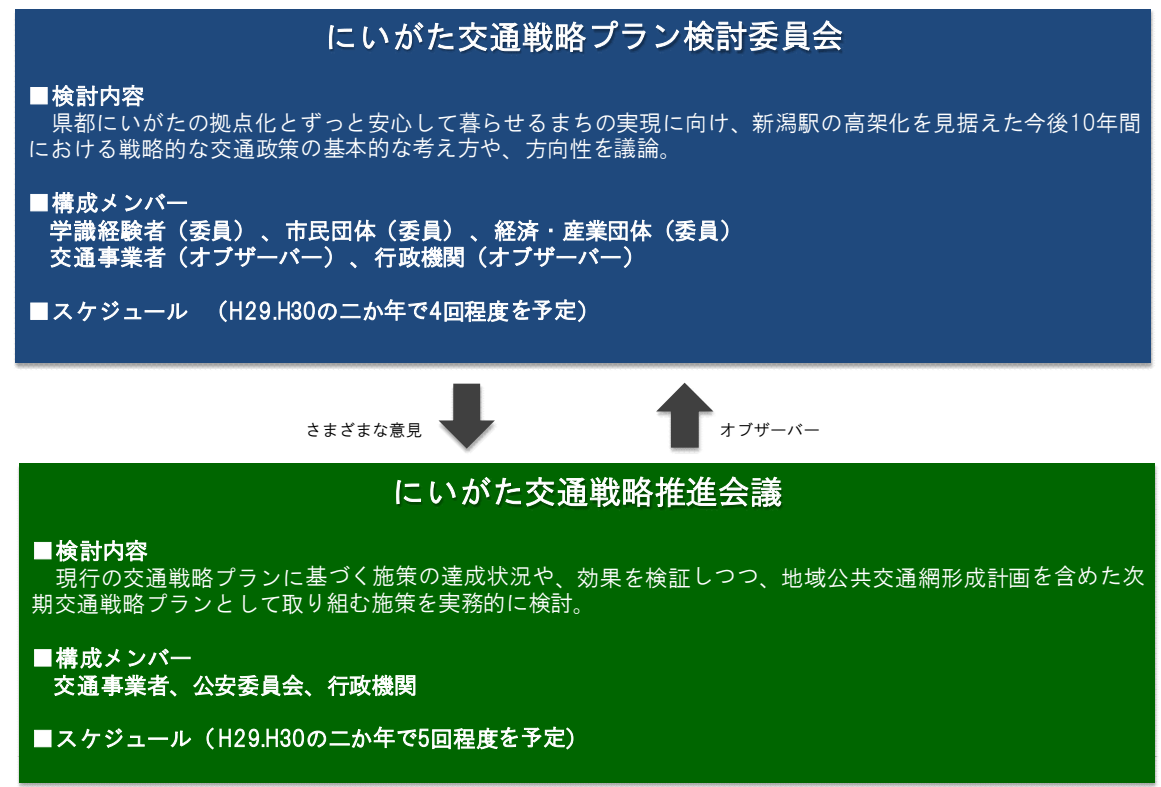 にいがた交通戦略プラン検討委員会
■検討内容
県都にいがたの拠点化とずっと安心して暮らせるまちの実現に向け、新潟駅の高架化を見据えた今後10年間
における戦略的な交通政策の基本的な考え方や、方向性を議論。
■構成メンバー
学識経験者（委員）、市民団体（委員）、経済・産業団体（委員）
交通事業者（オブザーバー）、行政機関（オブザーバー）
■スケジュール　（H29.H30の二か年で4回程度を予定）
さまざまな意見
オブザーバー
にいがた交通戦略推進会議
■検討内容
現行の交通戦略プランに基づく施策の達成状況や、効果を検証しつつ、地域公共交通網形成計画を含めた次
期交通戦略プランとして取り組む施策を実務的に検討。
■構成メンバー
交通事業者、公安委員会、行政機関
■スケジュール（H29.H30の二か年で5回程度を予定）